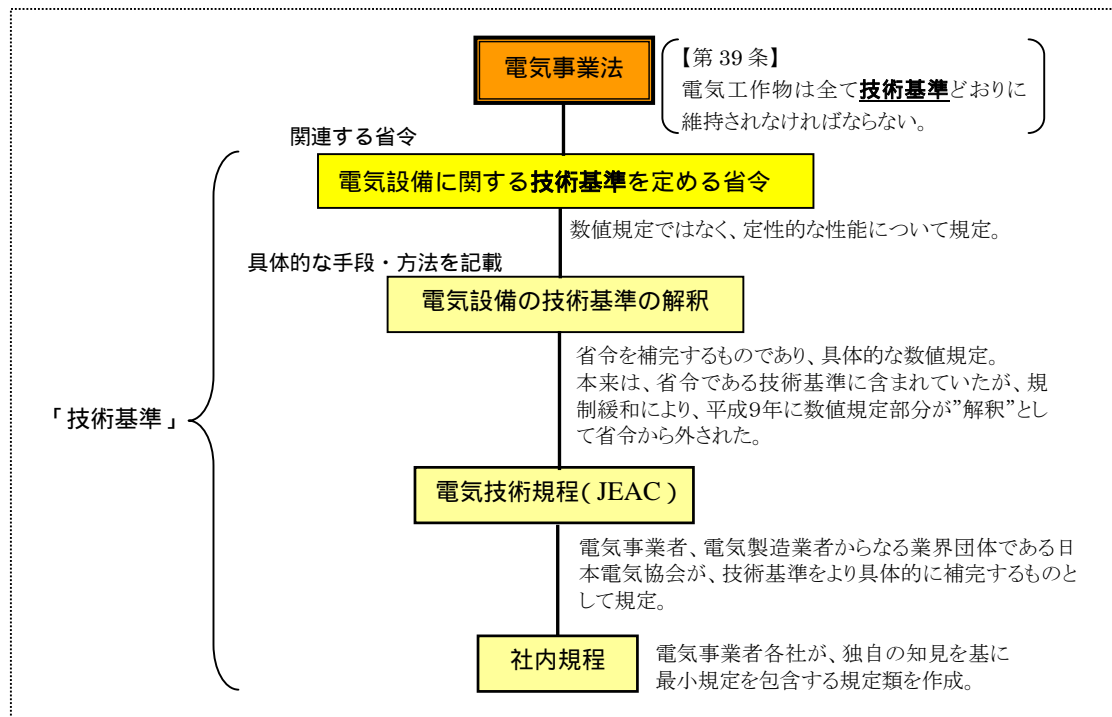 電気事業法
【第 39 条】
電気工作物は全て技術基準どおりに
維持されなければならない。
関連する省令
電気設備に関する技術基準を定める省令
数値規定ではなく、定性的な性能について規定。
具体的な手段・方法を記載
電気設備の技術基準の解釈
省令を補完するものであり、具体的な数値規定。
本来は、省令である技術基準に含まれていたが、規
制緩和により、平成9年に数値規定部分が”解釈”とし
て省令から外された。
「技術基準」
電気技術規程( JEAC )
電気事業者、電気製造業者からなる業界団体である日
本電気協会が、技術基準をより具体的に補完するものと
して規定。
社内規程
電気事業者各社が、独自の知見を基に
最小規定を包含する規定類を作成。